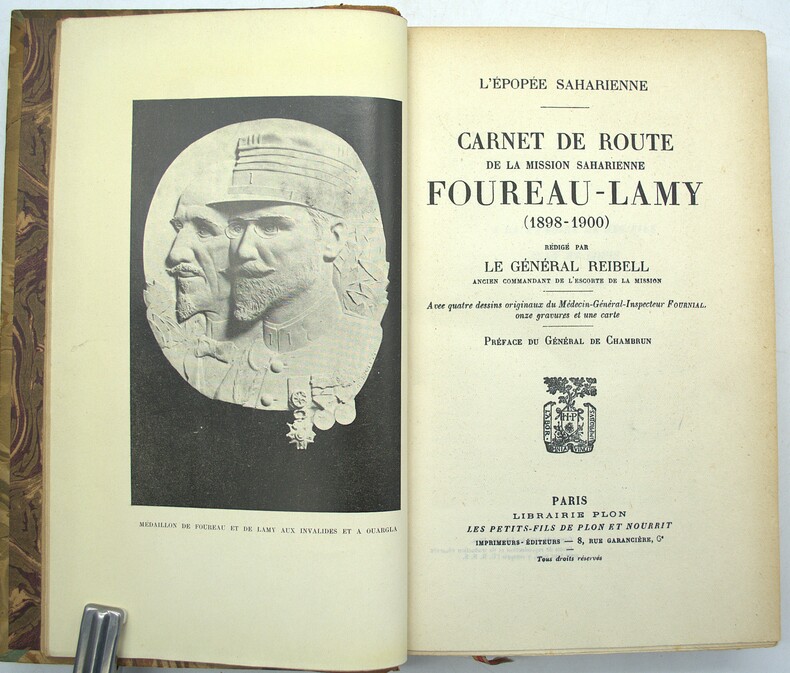 MÉDAILLON DE FOUREAU ET DE LAMY AUX INVALIDES ET A OUARGLA
L'ÉPOPÉE SAHARIENNE
CARNET DE ROUTE
DE LA MISSION SAHARIENNE
FOUREAU-LAMY
(1898-1900)
RÉDIGÉ PAR
LE GÉNÉRAL REIBELL
ANCIEN COMMANDANT DE L'ESCORTE DE LA MISSION
Avec quatre dessins originaux du Médecin-Général-Inspecteur FOURNIAL.
onze gravures et une carte
PRÉFACE DU GÉNÉRAL DE CHAMBRUN
LABOR
H·P
PARIS
LIBRAIRIE PLON
LES PETITS-FILS DE PLON ET NOURRIT
IMPRIMEURS-ÉDITEURS — 8, RUE GARANCIÈRE, 6e
Tous droits réservés